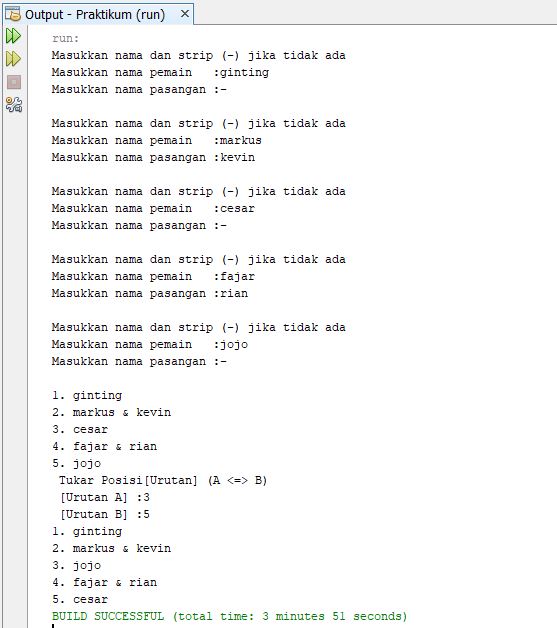 Output - Praktikum (run)
run:
Masukkan nama dan strip (-) jika tidak ada
Masukkan nama pemain   :ginting
Masukkan nama pasangan :-
Masukkan nama dan strip (-) jika tidak ada
Masukkan nama pemain   :markus
Masukkan nama pasangan :kevin
Masukkan nama dan strip (-) jika tidak ada
Masukkan nama pemain   :cesar
Masukkan nama pasangan :-
Masukkan nama dan strip (-) jika tidak ada
Masukkan nama pemain   :fajar
Masukkan nama pasangan :rian
Masukkan nama dan strip (-) jika tidak ada
Masukkan nama pemain   :jojo
Masukkan nama pasangan :-
1. ginting
2. markus & kevin
3. cesar
4. fajar & rian
5. jojo
Tukar Posisi[Urutan] (A <=> B)
[Urutan A] :3
[Urutan B] :5
1. ginting
2. markus & kevin
3. jojo
4. fajar & rian
5. cesar
BUILD SUCCESSFUL (total time: 3 minutes 51 seconds)